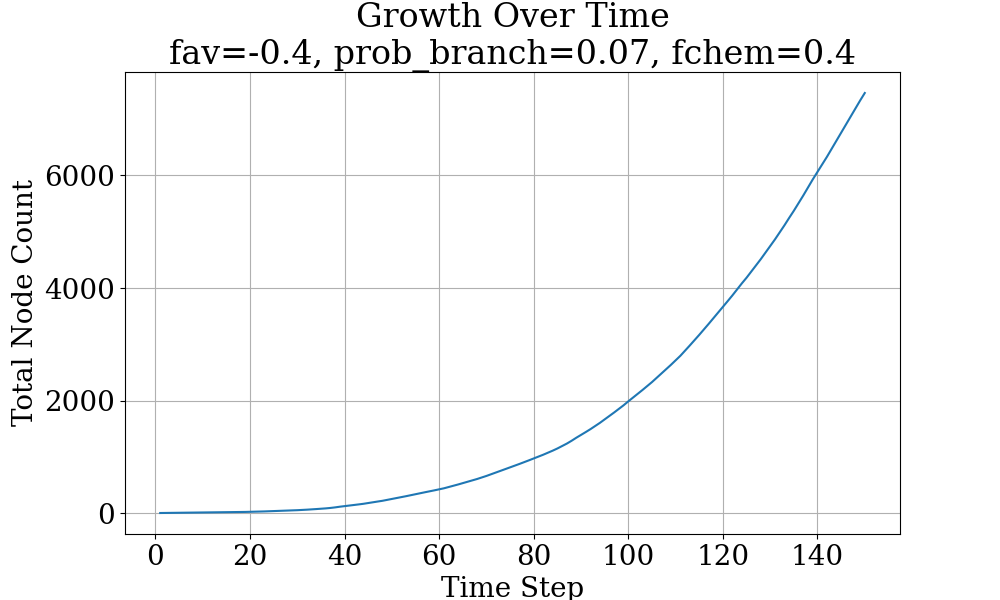 Growth Over Time
fav=-0.4, prob_branch=0.07, fchem=0.4
Total Node Count
6000
4000
2000
0
0 20 40 60 80 100 120 140
Time Step